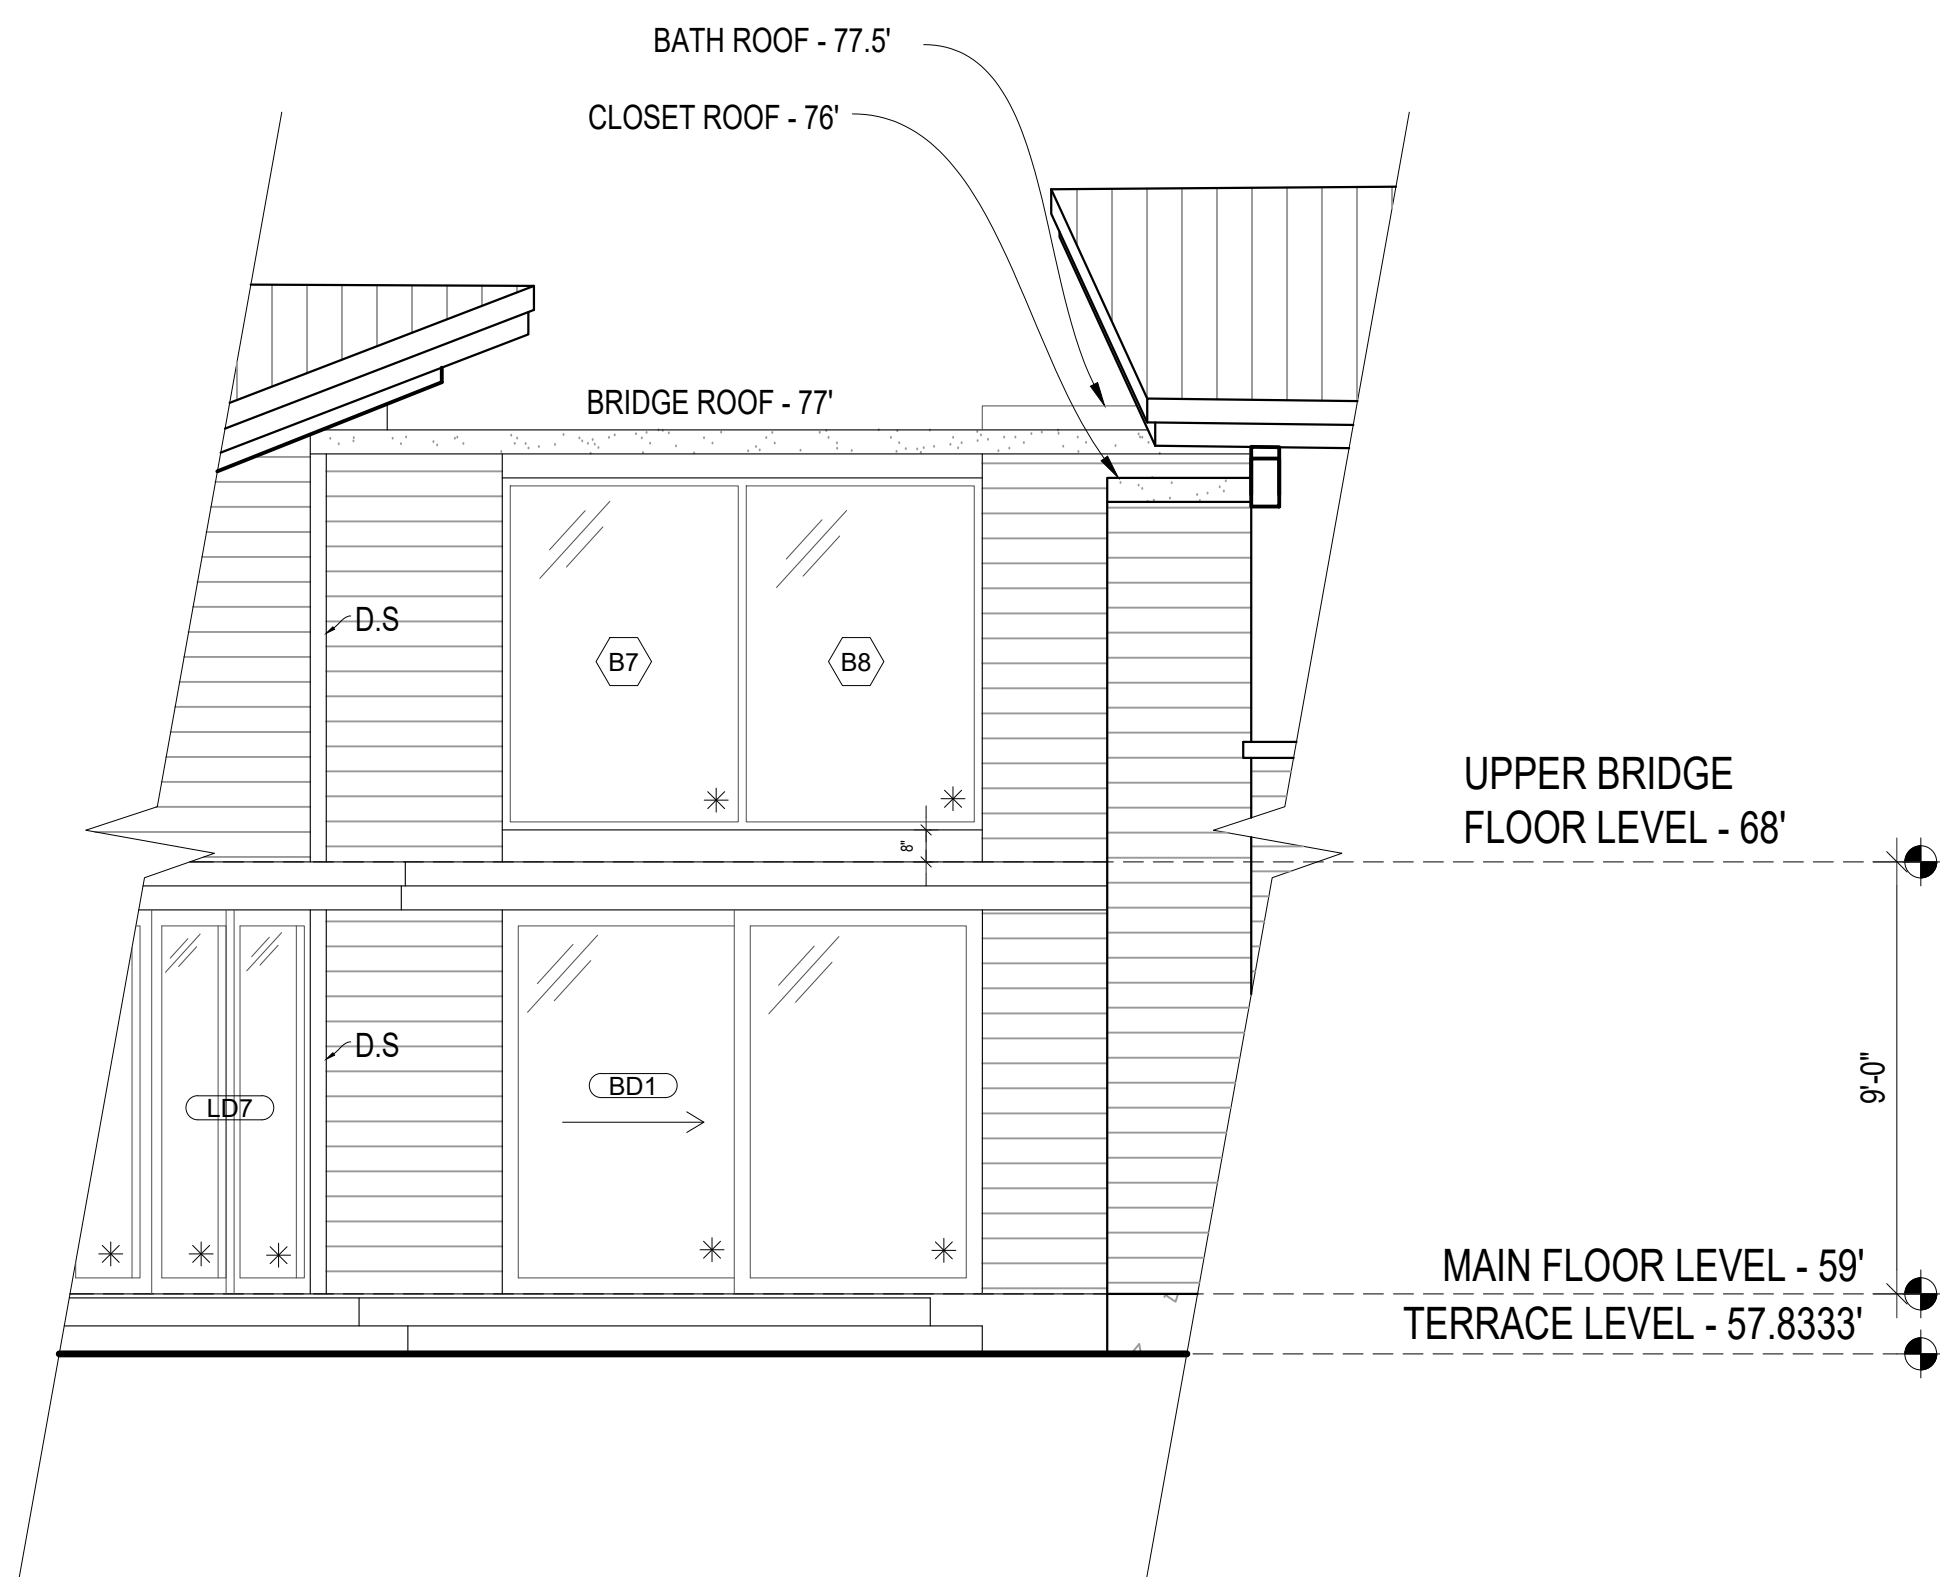 BATH ROOF - 77.5'
CLOSET ROOF - 76'
BRIDGE ROOF - 77'
D.S
B7
B8
UPPER BRIDGE
FLOOR LEVEL - 68'
8"
D.S
BD1
LD7
9'-0"
MAIN FLOOR LEVEL - 59'
TERRACE LEVEL - 57.8333'